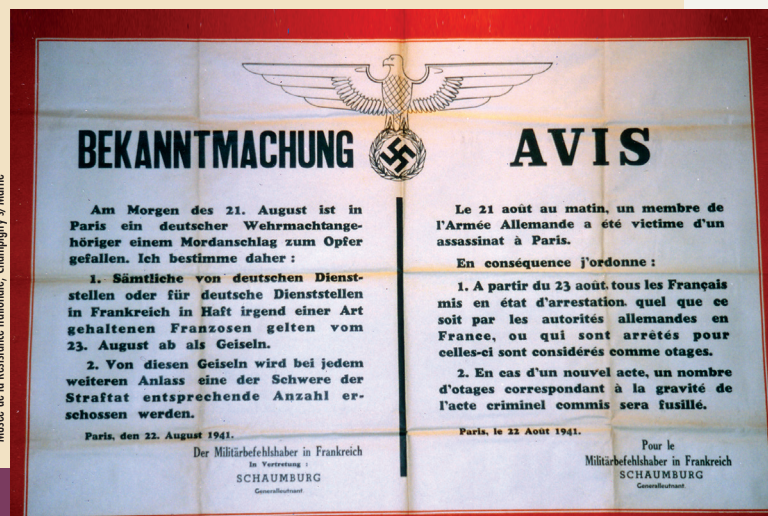 Musée de la Résistance nationale, Champigny s/ Marne
BEKANNTMACHUNG
Am Morgen des 21. August ist in
Paris ein deutscher Wehrmachtange-
höriger einem Mordanschlag zum Opfer
gefallen. Ich bestimme daher :
1. Sämtliche von deutschen Dienst-
stellen oder für deutsche Dienststellen
in Frankreich in Haft irgend einer Art
gehaltenen Franzosen gelten vom
23. August ab als Geiseln.
2. Von diesen Geiseln wird bei jedem
weiteren Anlass eine der Schwere der
Straftat entsprechende Anzahl er-
schossen werden.
Paris, den 22. August 1941.
Der Militärbefehlshaber in Frankreich
In Vertretung :
SCHAUMBURG
Generalleutnant
AVIS
Le 21 août au matin, un membre de
l'Armée Allemande a été victime d'un
assassinat à Paris.
En conséquence j'ordonne :
1. A partir du 23 août, tous les Français
mis en état d'arrestation, quel que ce
soit par les autorités allemandes en
France, ou qui sont arrêtés pour
celles-ci sont considérés comme otages.
2. En cas d'un nouvel acte, un nombre
d'otages correspondant à la gravité de
l'acte criminel commis sera fusillé.
Paris, le 22 Août 1941.
Pour le
Militärbefehlshaber in Frankreich
SCHAUMBURG
Generalleutnant